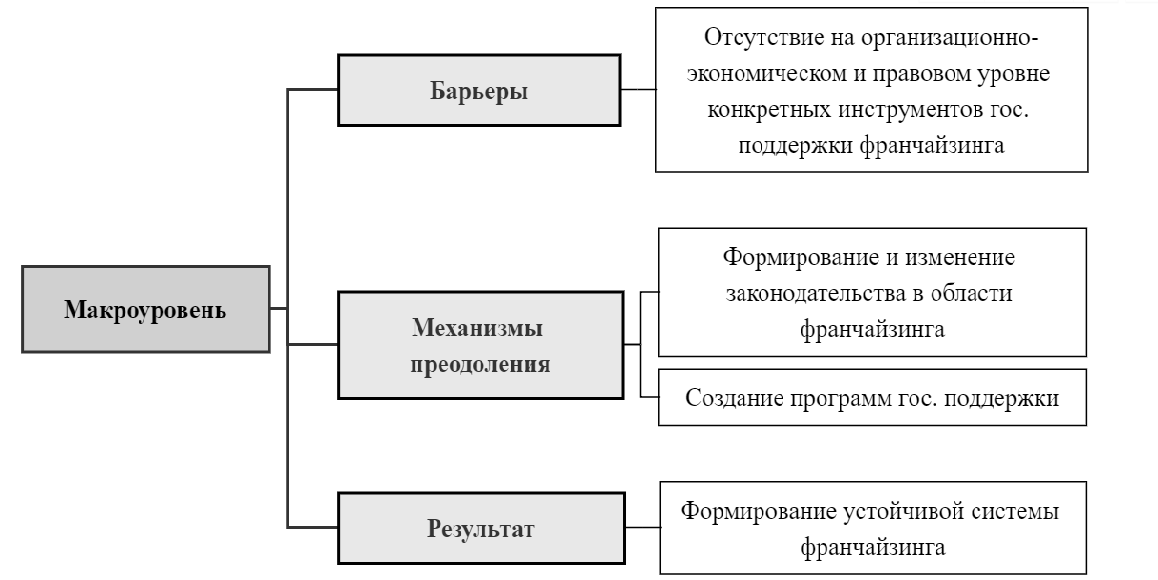 Макроуровень
Барьеры
Отсутствие на организационно-
экономическом и правовом уровне
конкретных инструментов гос.
поддержки франчайзинга
Механизмы
преодоления
Формирование и изменение
законодательства в области
франчайзинга
Создание программ гос. поддержки
Результат
Формирование устойчивой системы
франчайзинга